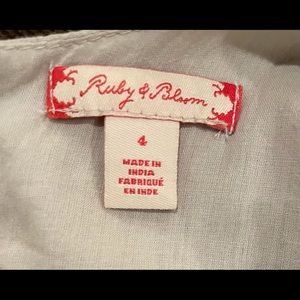 Ruby & Bloom
4
MADE IN
INDIA
FABRIQUÉ
EN INDE